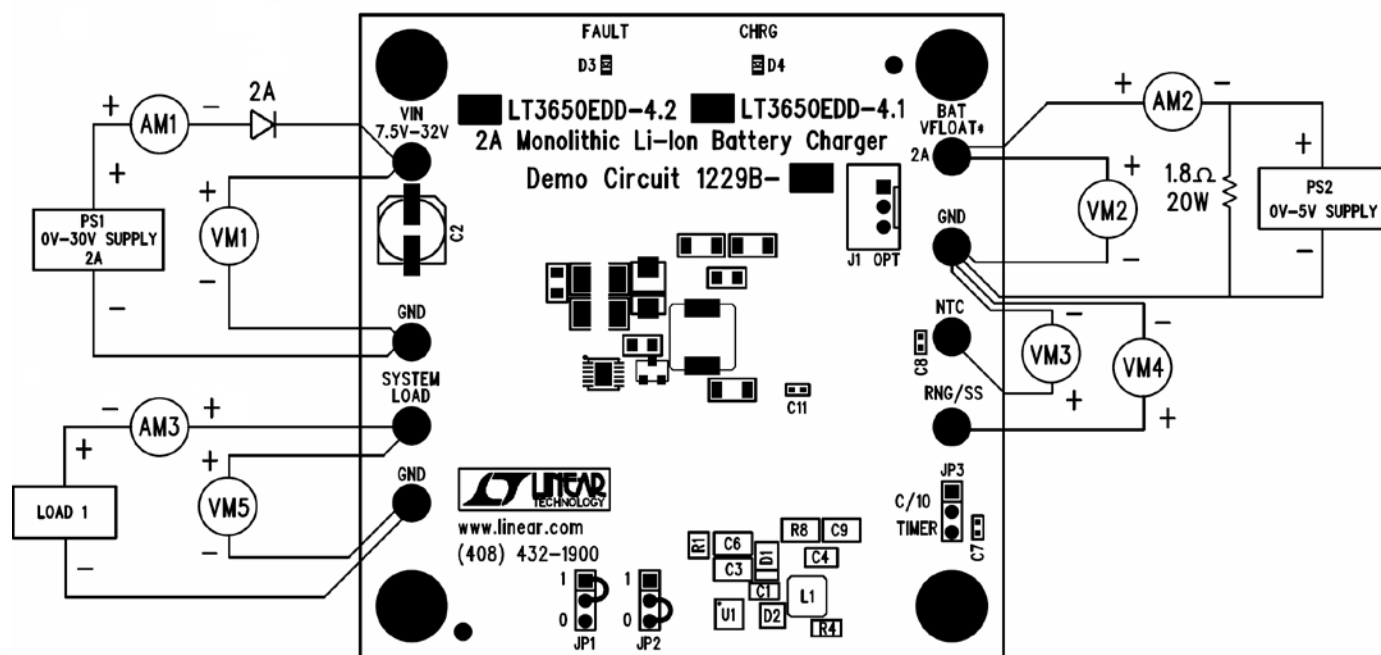 FAULT
CHRG
D3
D4
+
AM1
-
2A
VIN
7.5V-32V
LT3650EDD-4.2
LT3650EDD-4.1
2A Monolithic Li-Ion Battery Charger
Demo Circuit 1229B-
BAT
VFLOAT*
2A
+
AM2
-
+
PS1
0V-30V SUPPLY
2A
-
+
VM1
-
C2
J1 OPT
GND
+
VM2
-
1.8Ω
20W
+
PS2
0V-5V SUPPLY
-
GND
NTC
C8
-
VM3
+
-
VM4
+
SYSTEM
LOAD
RNG/SS
C11
-
AM3
+
+
LOAD 1
-
+
VM5
-
GND
LINEAR
TECHNOLOGY
www.linear.com
(408) 432-1900
JP3
C/10
TIMER
C7
R1
C6
C3
D1
C1
R8
C9
C4
U1
D2
L1
R4
1
0
JP1
1
0
JP2